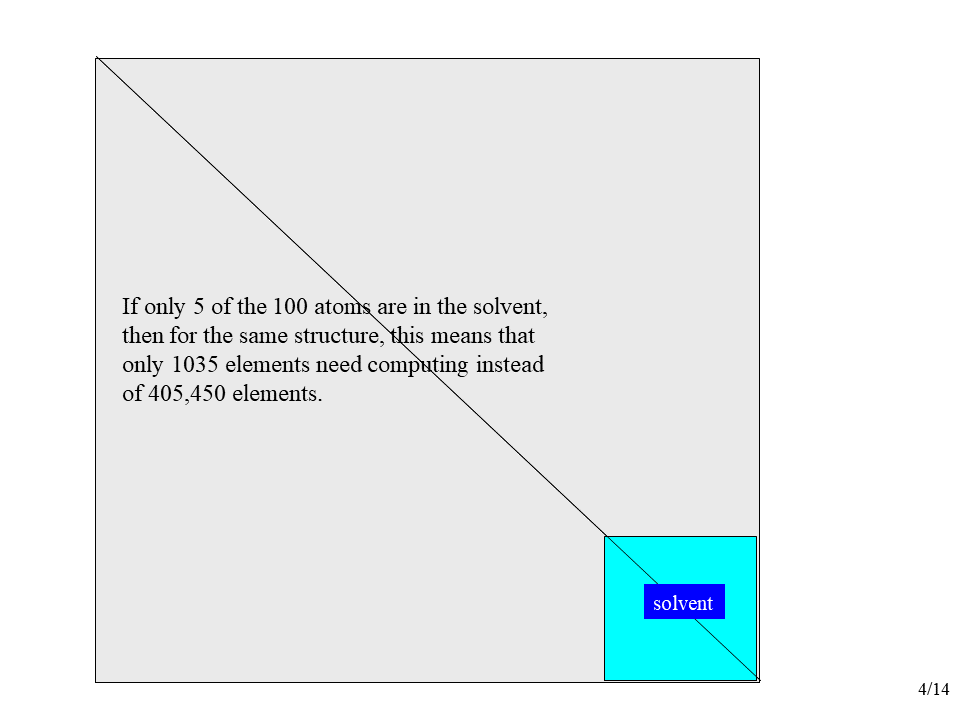 If only 5 of the 100 atoms are in the solvent,
then for the same structure, this means that
only 1035 elements need computing instead
of 405,450 elements.
solvent
4/14